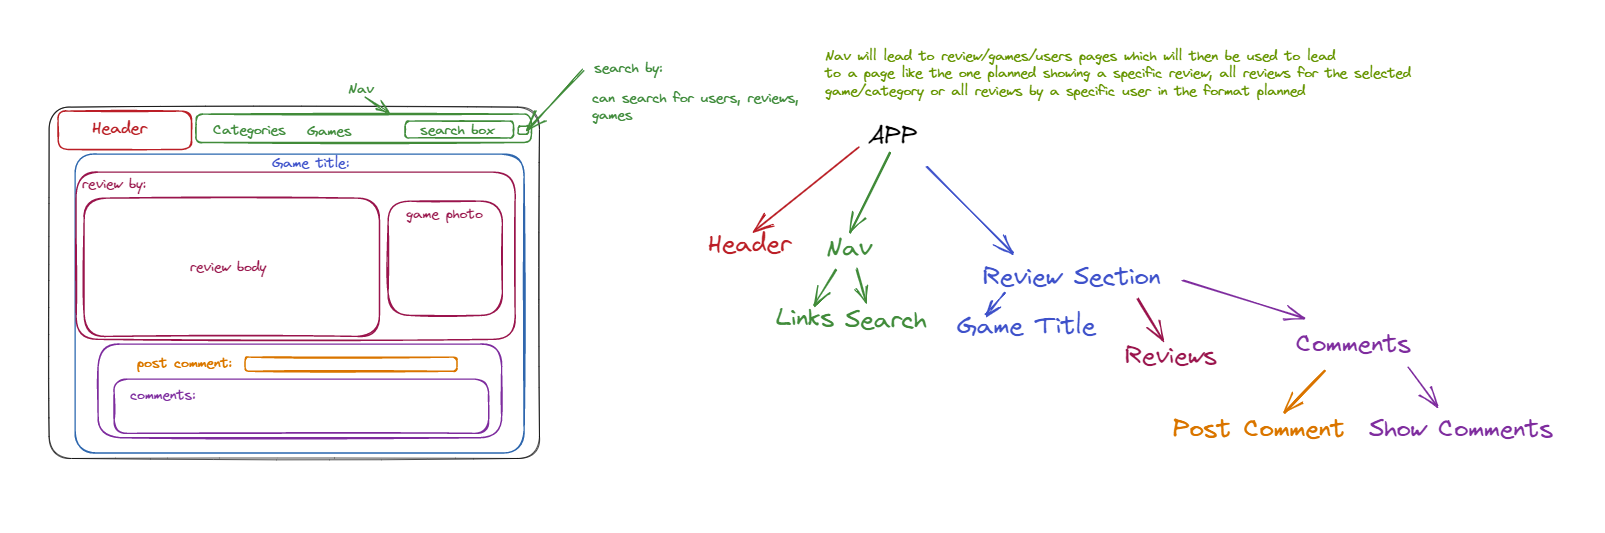 Nav
Header
Categories
Games
search box
Game title:
review by:
review body
game photo
post comment:
comments:
search by:
can search for users, reviews,
games
Nav will lead to review/games/users pages which will then be used to lead
to a page like the one planned showing a specific review, all reviews for the selected
game/category or all reviews by a specific user in the format planned
APP
Header
Nav
Links Search
Review Section
Game Title
Reviews
Comments
Post Comment
Show Comments